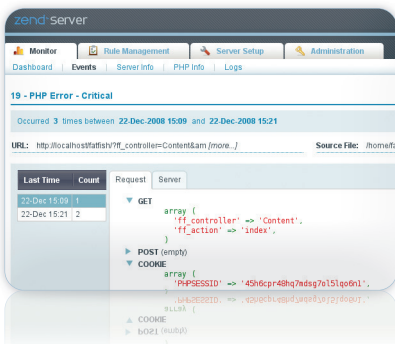 zend·server
Monitor Rule Management Server Setup Administration
Dashboard | Events | Server Info | PHP Info | Logs
19 - PHP Error - Critical
Occurred 3 times between 22-Dec-2008 15:09 and 22-Dec-2008 15:21
URL: http://localhost/fatfish/?ff_controller=Content&am [more...] Source File: /home/fa
Last Time Count Request Server
22-Dec 15:09 1
22-Dec 15:21 2
GET
array (
'ff_controller' => 'Content',
'ff_action' => 'index',
)
POST (empty)
COOKIE
array (
'PHPSESSID' => '45h6cpr48hq7mdsg7ol5lqo6n1',